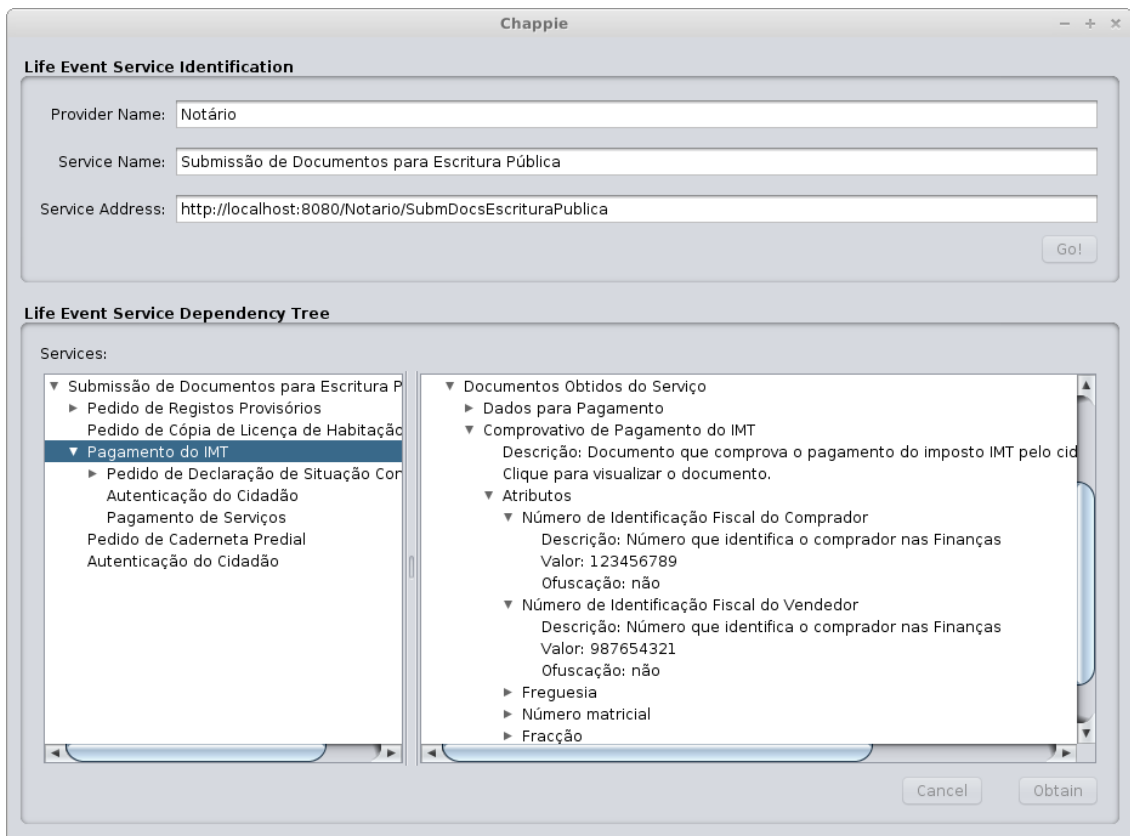 Chappie
Life Event Service Identification
Provider Name: Notário
Service Name: Submissão de Documentos para Escritura Pública
Service Address: http://localhost:8080/Notario/SubmDocsEscrituraPublica
Go!
Life Event Service Dependency Tree
Services:
Submissão de Documentos para Escritura P
Pedido de Registos Provisórios
Pedido de Cópia de Licença de Habitação
Pagamento do IMT
Pedido de Declaração de Situação Con
Autenticação do Cidadão
Pagamento de Serviços
Pedido de Caderneta Predial
Autenticação do Cidadão
Documentos Obtidos do Serviço
Dados para Pagamento
Comprovativo de Pagamento do IMT
Descrição: Documento que comprova o pagamento do imposto IMT pelo cid
Clique para visualizar o documento.
Atributos
Número de Identificação Fiscal do Comprador
Descrição: Número que identifica o comprador nas Finanças
Valor: 123456789
Ofuscação: não
Número de Identificação Fiscal do Vendedor
Descrição: Número que identifica o comprador nas Finanças
Valor: 987654321
Ofuscação: não
Freguesia
Número matricial
Fracção
Cancel
Obtain